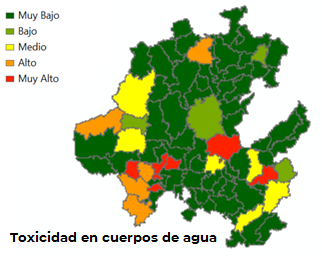 Muy Bajo
Bajo
Medio
Alto
Muy Alto
Toxicidad en cuerpos de agua